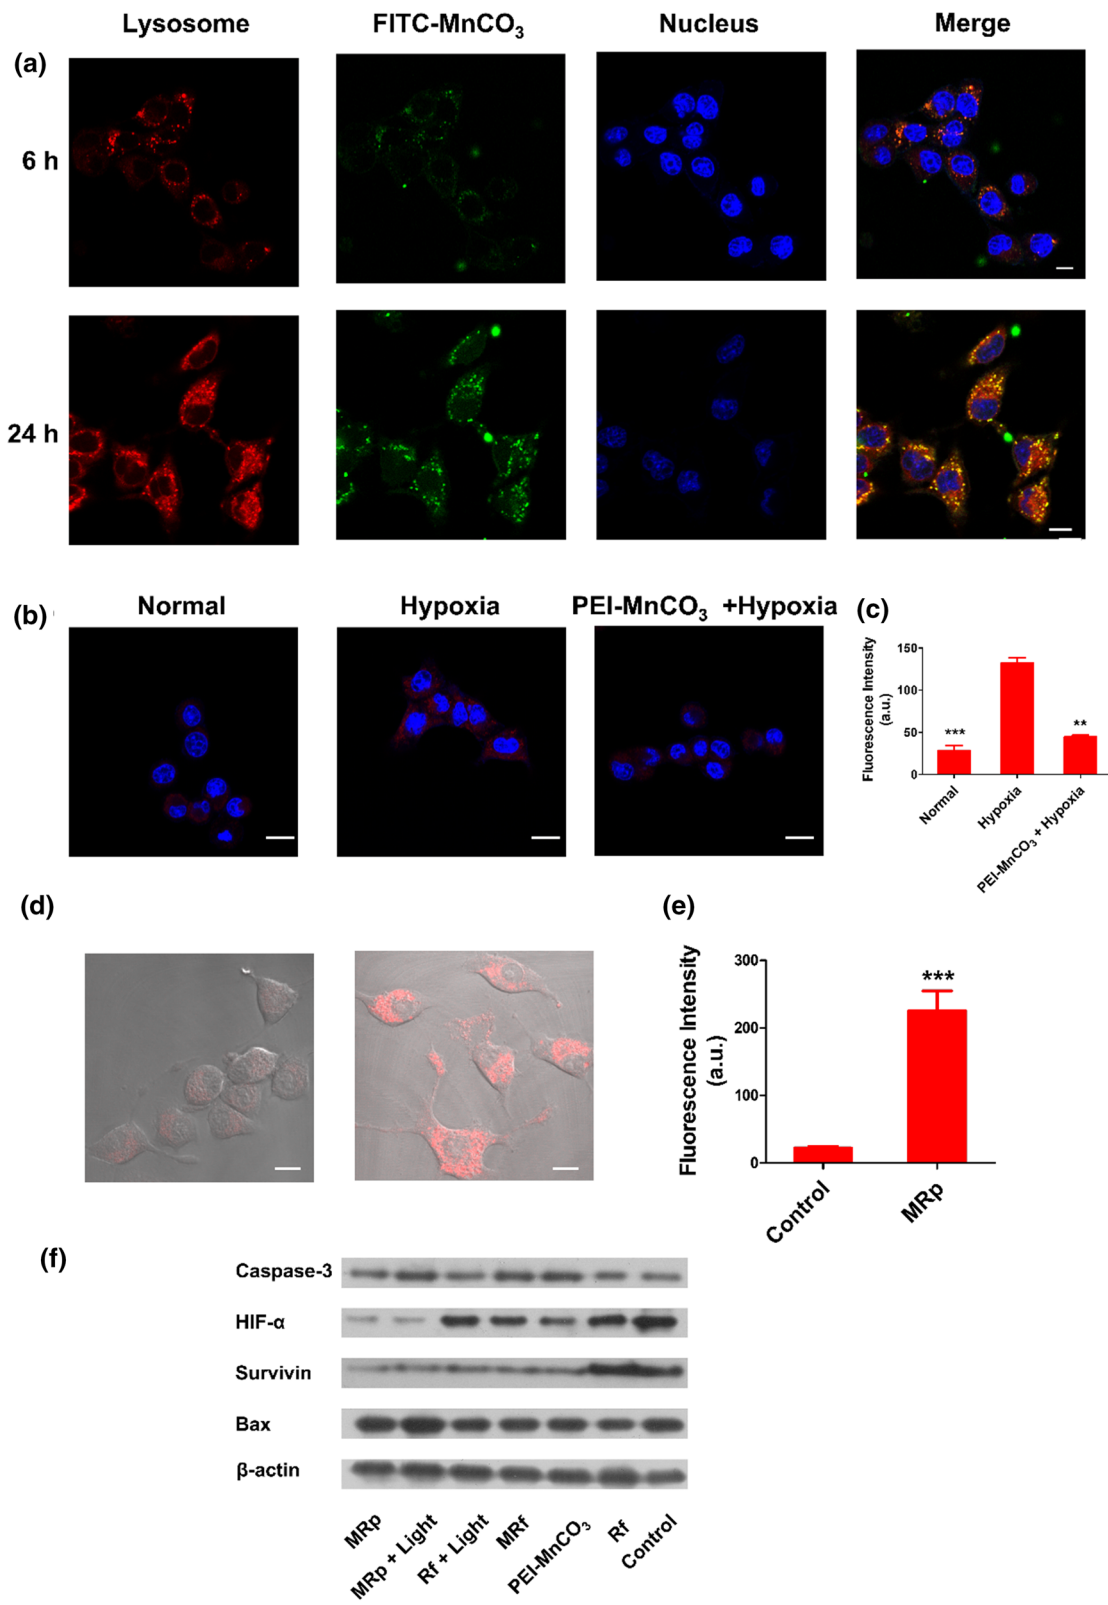 Lysosome FITC-MnCO₃ Nucleus Merge
(a)
6 h
24 h
(b) Normal Hypoxia PEI-MnCO₃ +Hypoxia
(c)
Fluorescence Intensity
(a.u.)
150
100
50
0
***
**
Normal
Hypoxia
PEI-MnCO₃ + Hypoxia
(d)
(e)
Fluorescence Intensity
(a.u.)
300
200
100
0
***
Control
MRp
(f)
Caspase-3
HIF-α
Survivin
Bax
β-actin
MRp
MRp + Light
Rf + Light
MRf
PEI-MnCO₃
Rf
Control